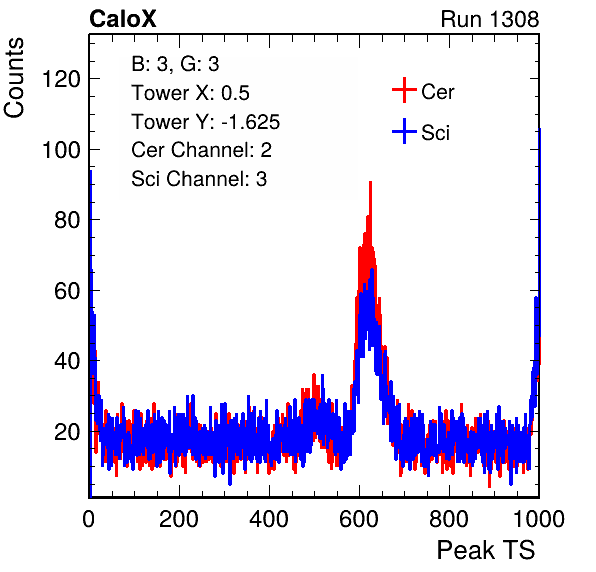 CaloX
Run 1308
Counts
B: 3, G: 3
Tower X: 0.5
Tower Y: -1.625
Cer Channel: 2
Sci Channel: 3
Cer
Sci
120
100
80
60
40
20
0 200 400 600 800 1000
Peak TS